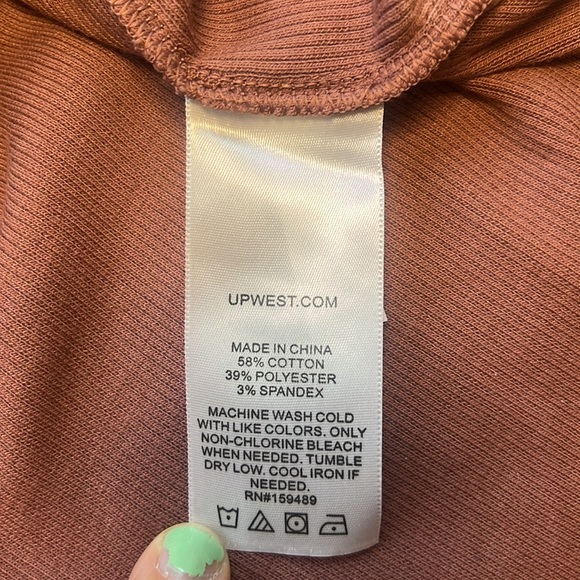 UPWEST.COM
MADE IN CHINA
58% COTTON
39% POLYESTER
3% SPANDEX
MACHINE WASH COLD
WITH LIKE COLORS. ONLY
NON-CHLORINE BLEACH
WHEN NEEDED. TUMBLE
DRY LOW. COOL IRON IF
NEEDED.
RN#159489